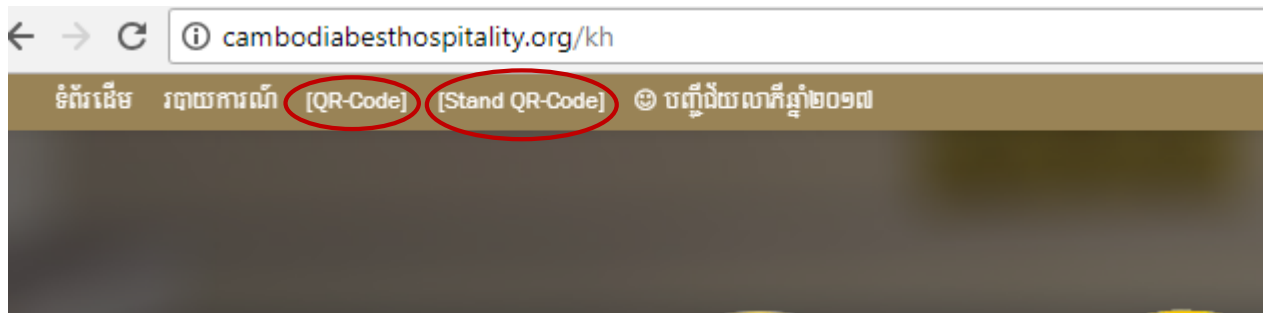 cambodiabesthospitality.org/kh
ទំព័រដើម របាយការណ៍ [QR-Code] [Stand QR-Code] ☺ បញ្ជីជ័យលាភីឆ្នាំ២០១៧